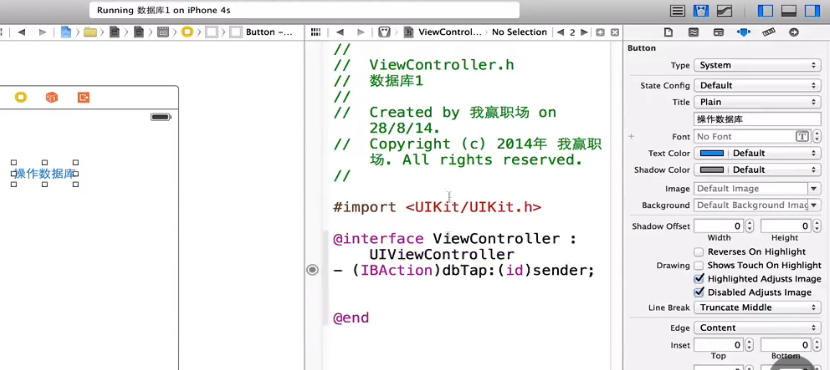 Running 数据库1 on iPhone 4s
Button –...
ViewControl...
No Selection
2
操作数据库
//
// ViewController.h
// 数据库1
//
// Created by 我赢职场 on
28/8/14.
// Copyright (c) 2014年 我赢职
场. All rights reserved.
//
#import <UIKit/UIKit.h>
@interface ViewController :
UIViewController
- (IBAction)dbTap:(id)sender;
@end
Button
Type System
State Config Default
Title Plain
操作数据库
+ Font No Font T
Text Color Default
Shadow Color Default
Image Default Image
Background Default Background Imag
Shadow Offset 0 0
Width Height
Reverses On Highlight
Drawing Shows Touch On Highlight
Highlighted Adjusts Image
Disabled Adjusts Image
Line Break Truncate Middle
Edge Content
Inset 0 0
Top Bottom